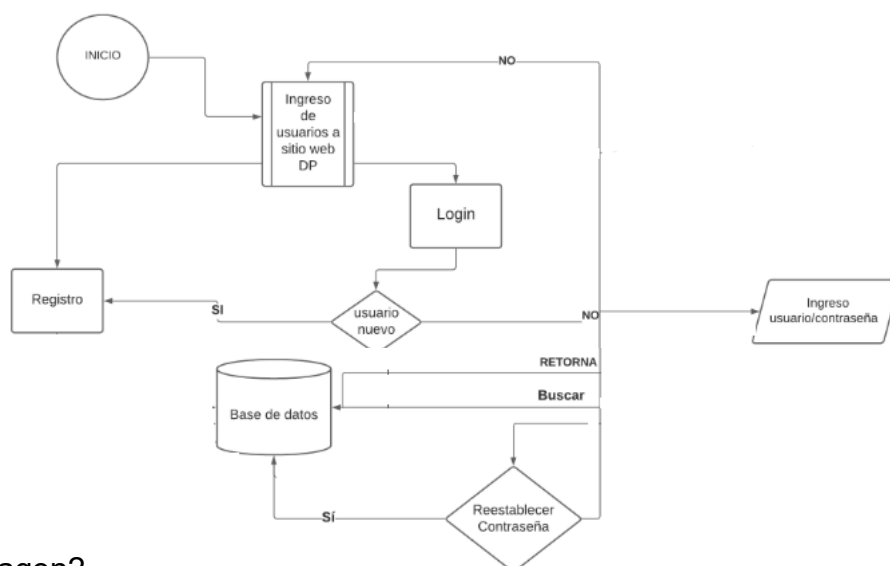 INICIO
NO
Ingreso
de
usuarios a
sitio web
DP
Login
Registro
SI
usuario
nuevo
NO
Ingreso
usuario/contraseña
RETORNA
Buscar
Base de datos
Sí
Reestablecer
Contraseña